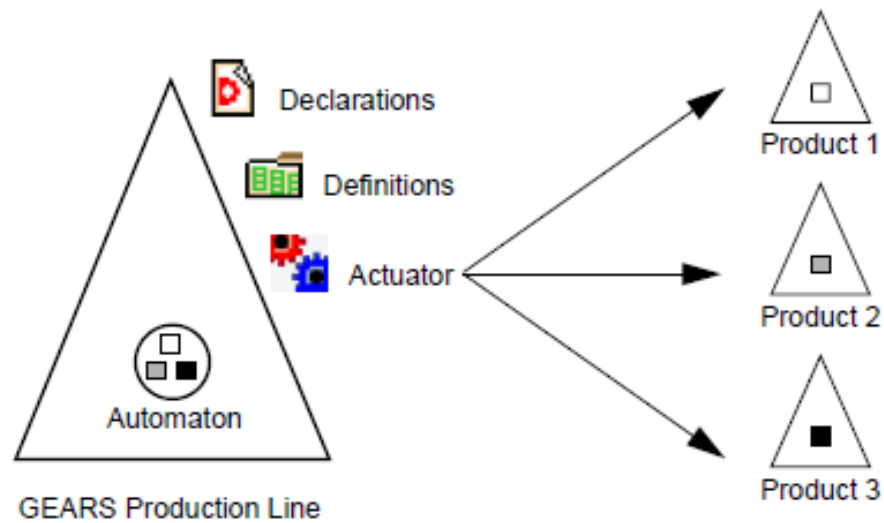 Declarations
Definitions
Actuator
Automaton
GEARS Production Line
Product 1
Product 2
Product 3